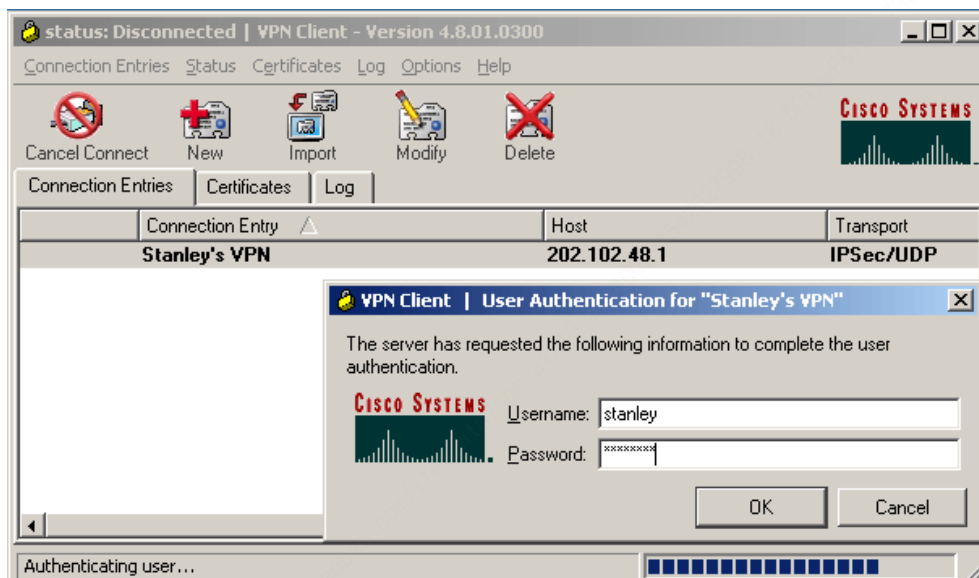 status: Disconnected | VPN Client - Version 4.8.01.0300
Connection Entries Status Certificates Log Options Help
CISCO SYSTEMS
Cancel Connect New Import Modify Delete
Connection Entries Certificates Log
Connection Entry Host Transport
Stanley's VPN 202.102.48.1 IPSec/UDP
VPN Client | User Authentication for "Stanley's VPN"
The server has requested the following information to complete the user
authentication.
CISCO SYSTEMS
Username: stanley
Password: ********
OK Cancel
Authenticating user...